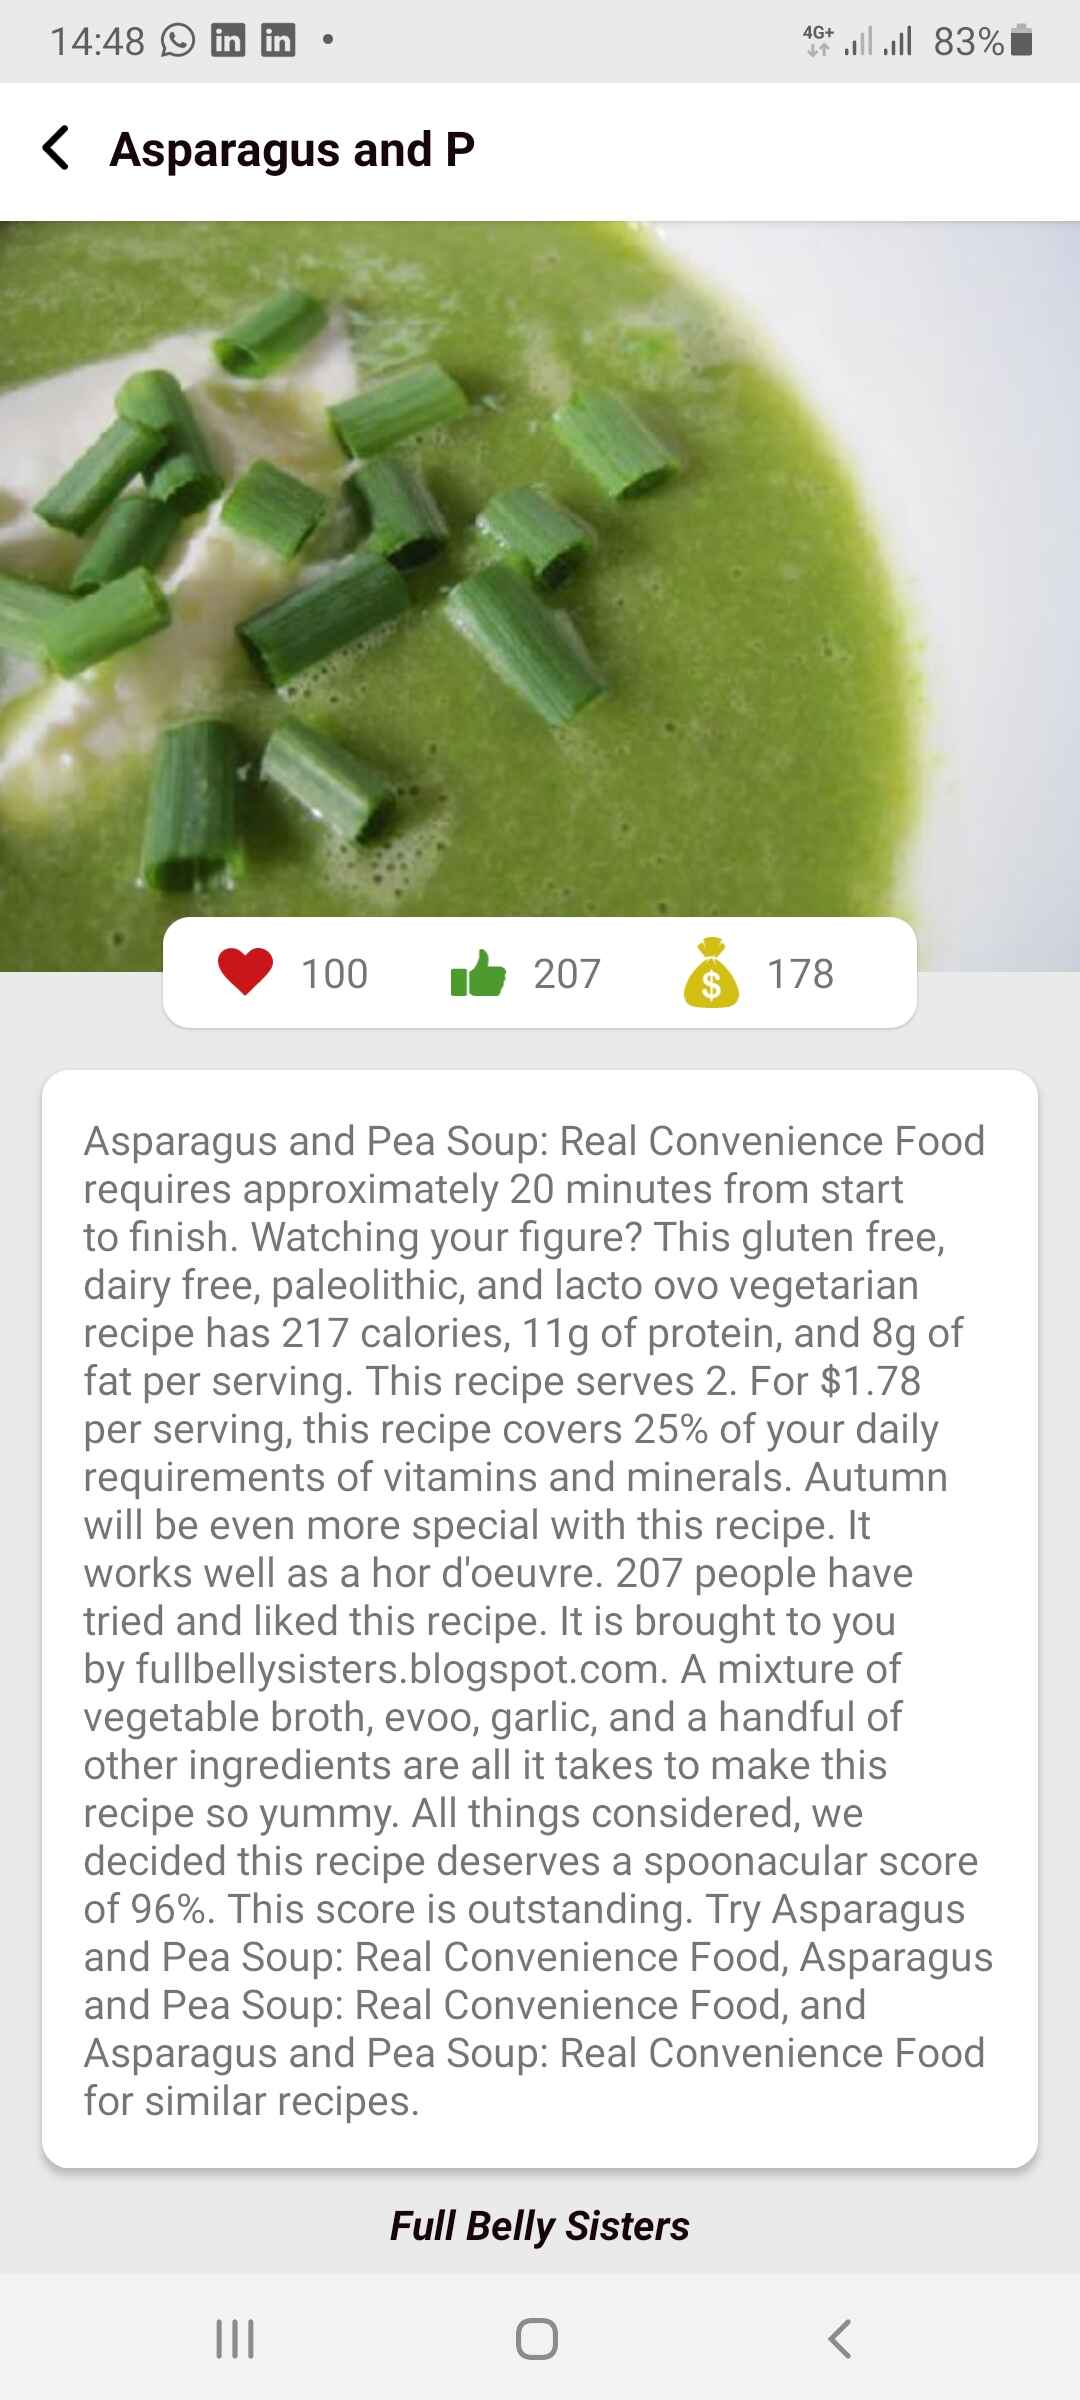 14:48
4G+
83%
Asparagus and P
100
207
$
178
Asparagus and Pea Soup: Real Convenience Food
requires approximately 20 minutes from start
to finish. Watching your figure? This gluten free,
dairy free, paleolithic, and lacto ovo vegetarian
recipe has 217 calories, 11g of protein, and 8g of
fat per serving. This recipe serves 2. For $1.78
per serving, this recipe covers 25% of your daily
requirements of vitamins and minerals. Autumn
will be even more special with this recipe. It
works well as a hor d'oeuvre. 207 people have
tried and liked this recipe. It is brought to you
by fullbellysisters.blogspot.com. A mixture of
vegetable broth, evoo, garlic, and a handful of
other ingredients are all it takes to make this
recipe so yummy. All things considered, we
decided this recipe deserves a spoonacular score
of 96%. This score is outstanding. Try Asparagus
and Pea Soup: Real Convenience Food, Asparagus
and Pea Soup: Real Convenience Food, and
Asparagus and Pea Soup: Real Convenience Food
for similar recipes.
Full Belly Sisters